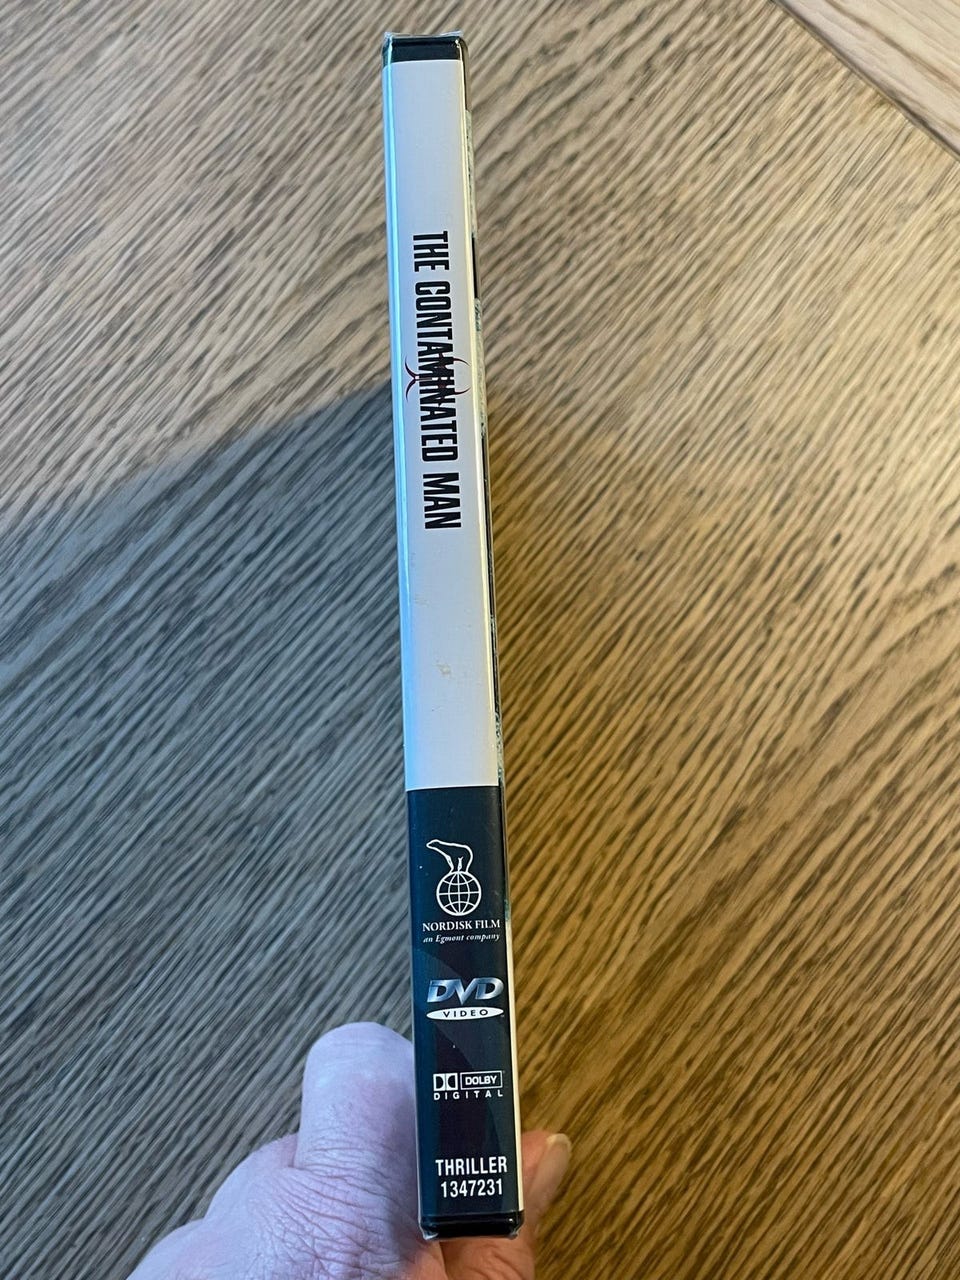 THE CONTAMINATED MAN
NORDISK FILM
an Egmont company
DVD
VIDEO
DOLBY
DIGITAL
THRILLER
1347231